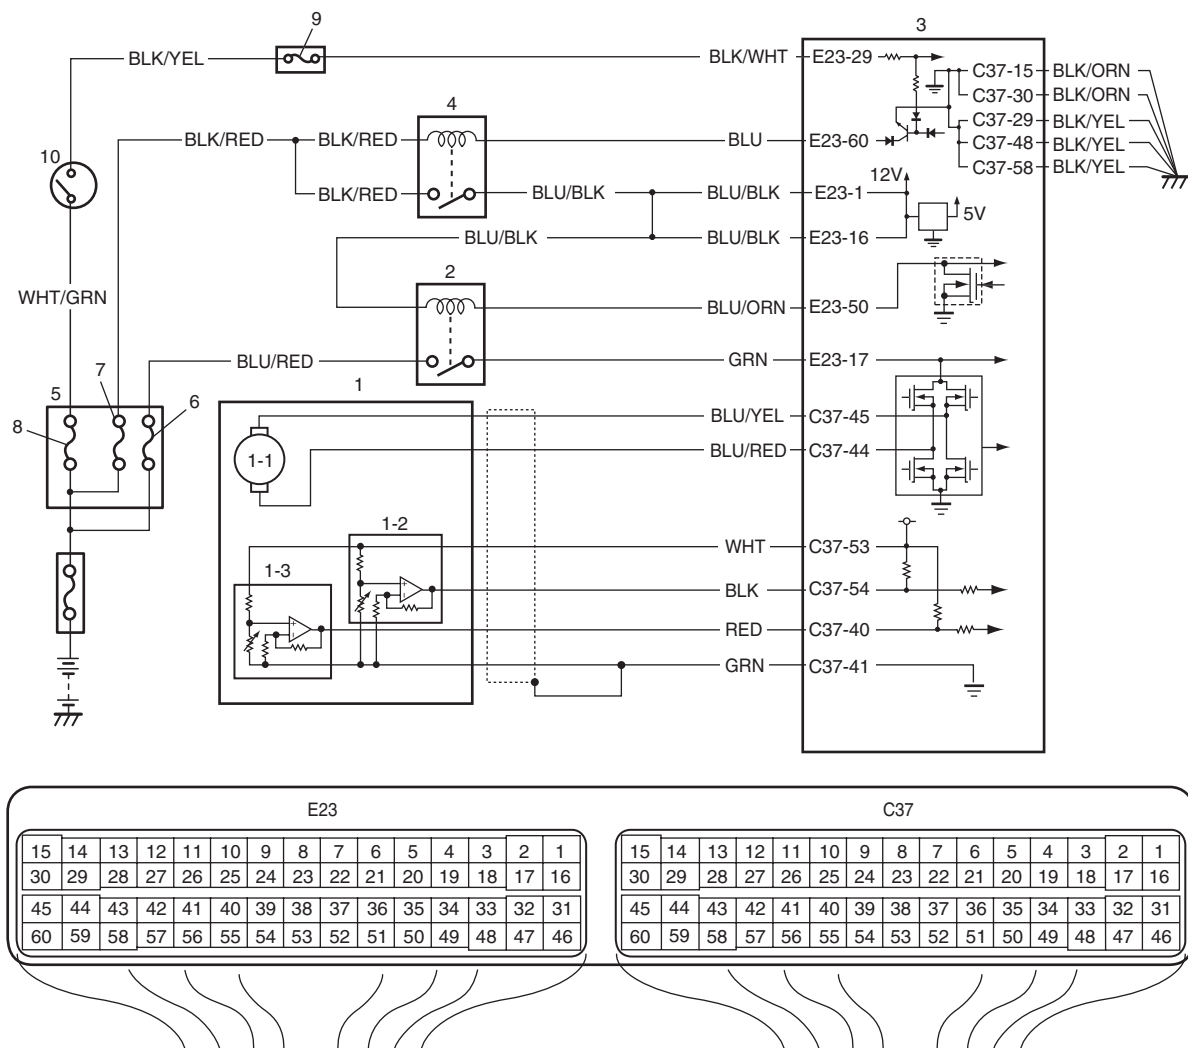 9
3
BLK/YEL
BLK/WHT
E23-29
C37-15
BLK/ORN
C37-30
BLK/ORN
4
C37-29
BLK/YEL
10
BLK/RED
BLK/RED
BLU
E23-60
C37-48
BLK/YEL
C37-58
BLK/YEL
12V
BLK/RED
BLU/BLK
BLU/BLK
E23-1
5V
BLU/BLK
BLU/BLK
E23-16
2
WHT/GRN
BLU/ORN
E23-50
BLU/RED
GRN
E23-17
7
5
6
8
1
BLU/YEL
C37-45
1-1
BLU/RED
C37-44
1-2
WHT
C37-53
1-3
+
-
BLK
C37-54
+
-
RED
C37-40
GRN
C37-41
E23
C37
15 14 13 12 11 10 9 8 7 6 5 4 3 2 1
30 29 28 27 26 25 24 23 22 21 20 19 18 17 16
45 44 43 42 41 40 39 38 37 36 35 34 33 32 31
60 59 58 57 56 55 54 53 52 51 50 49 48 47 46
15 14 13 12 11 10 9 8 7 6 5 4 3 2 1
30 29 28 27 26 25 24 23 22 21 20 19 18 17 16
45 44 43 42 41 40 39 38 37 36 35 34 33 32 31
60 59 58 57 56 55 54 53 52 51 50 49 48 47 46